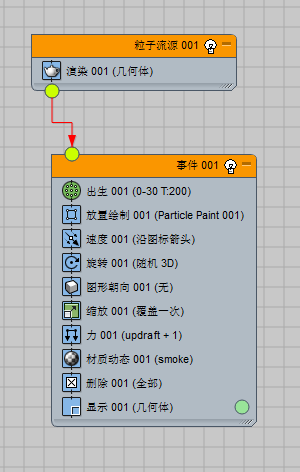 粒子流源 001
渲染 001 (几何体)
事件 001
出生 001 (0-30 T:200)
放置绘制 001 (Particle Paint 001)
速度 001 (沿图标箭头)
旋转 001 (随机 3D)
图形朝向 001 (无)
缩放 001 (覆盖一次)
力 001 (updraft + 1)
材质动态 001 (smoke)
删除 001 (全部)
显示 001 (几何体)